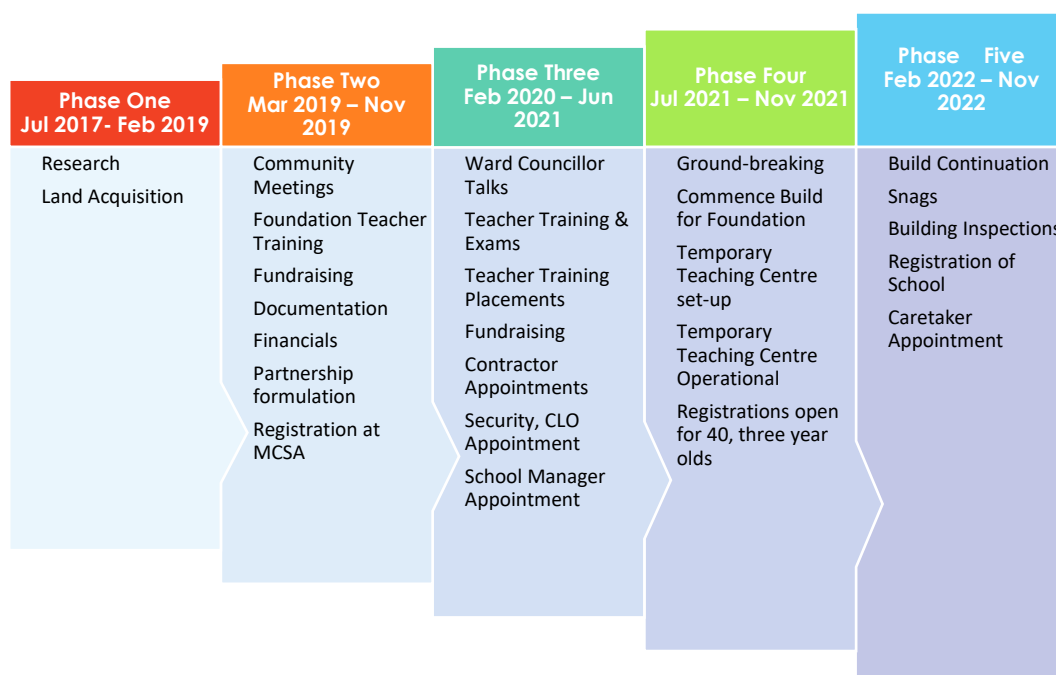 Phase One
Jul 2017- Feb 2019
Research
Land Acquisition
Phase Two
Mar 2019 – Nov
2019
Community
Meetings
Foundation Teacher
Training
Fundraising
Documentation
Financials
Partnership
formulation
Registration at
MCSA
Phase Three
Feb 2020 – Jun
2021
Ward Councillor
Talks
Teacher Training &
Exams
Teacher Training
Placements
Fundraising
Contractor
Appointments
Security, CLO
Appointment
School Manager
Appointment
Phase Four
Jul 2021 – Nov 2021
Ground-breaking
Commence Build
for Foundation
Temporary
Teaching Centre
set-up
Temporary
Teaching Centre
Operational
Registrations open
for 40, three year
olds
Phase Five
Feb 2022 – Nov
2022
Build Continuation
Snags
Building Inspections
Registration of
School
Caretaker
Appointment